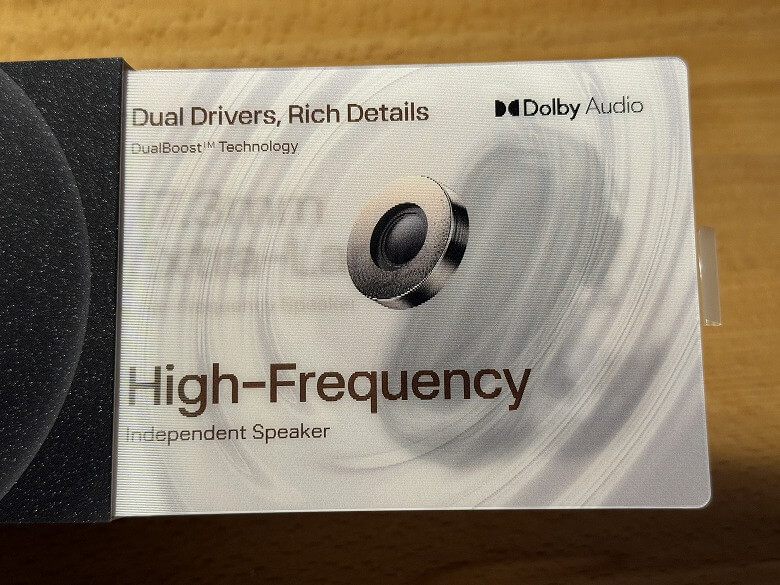 Dual Drivers, Rich Details
Dolby Audio
DualBoost™ Technology
High-Frequency
Independent Speaker